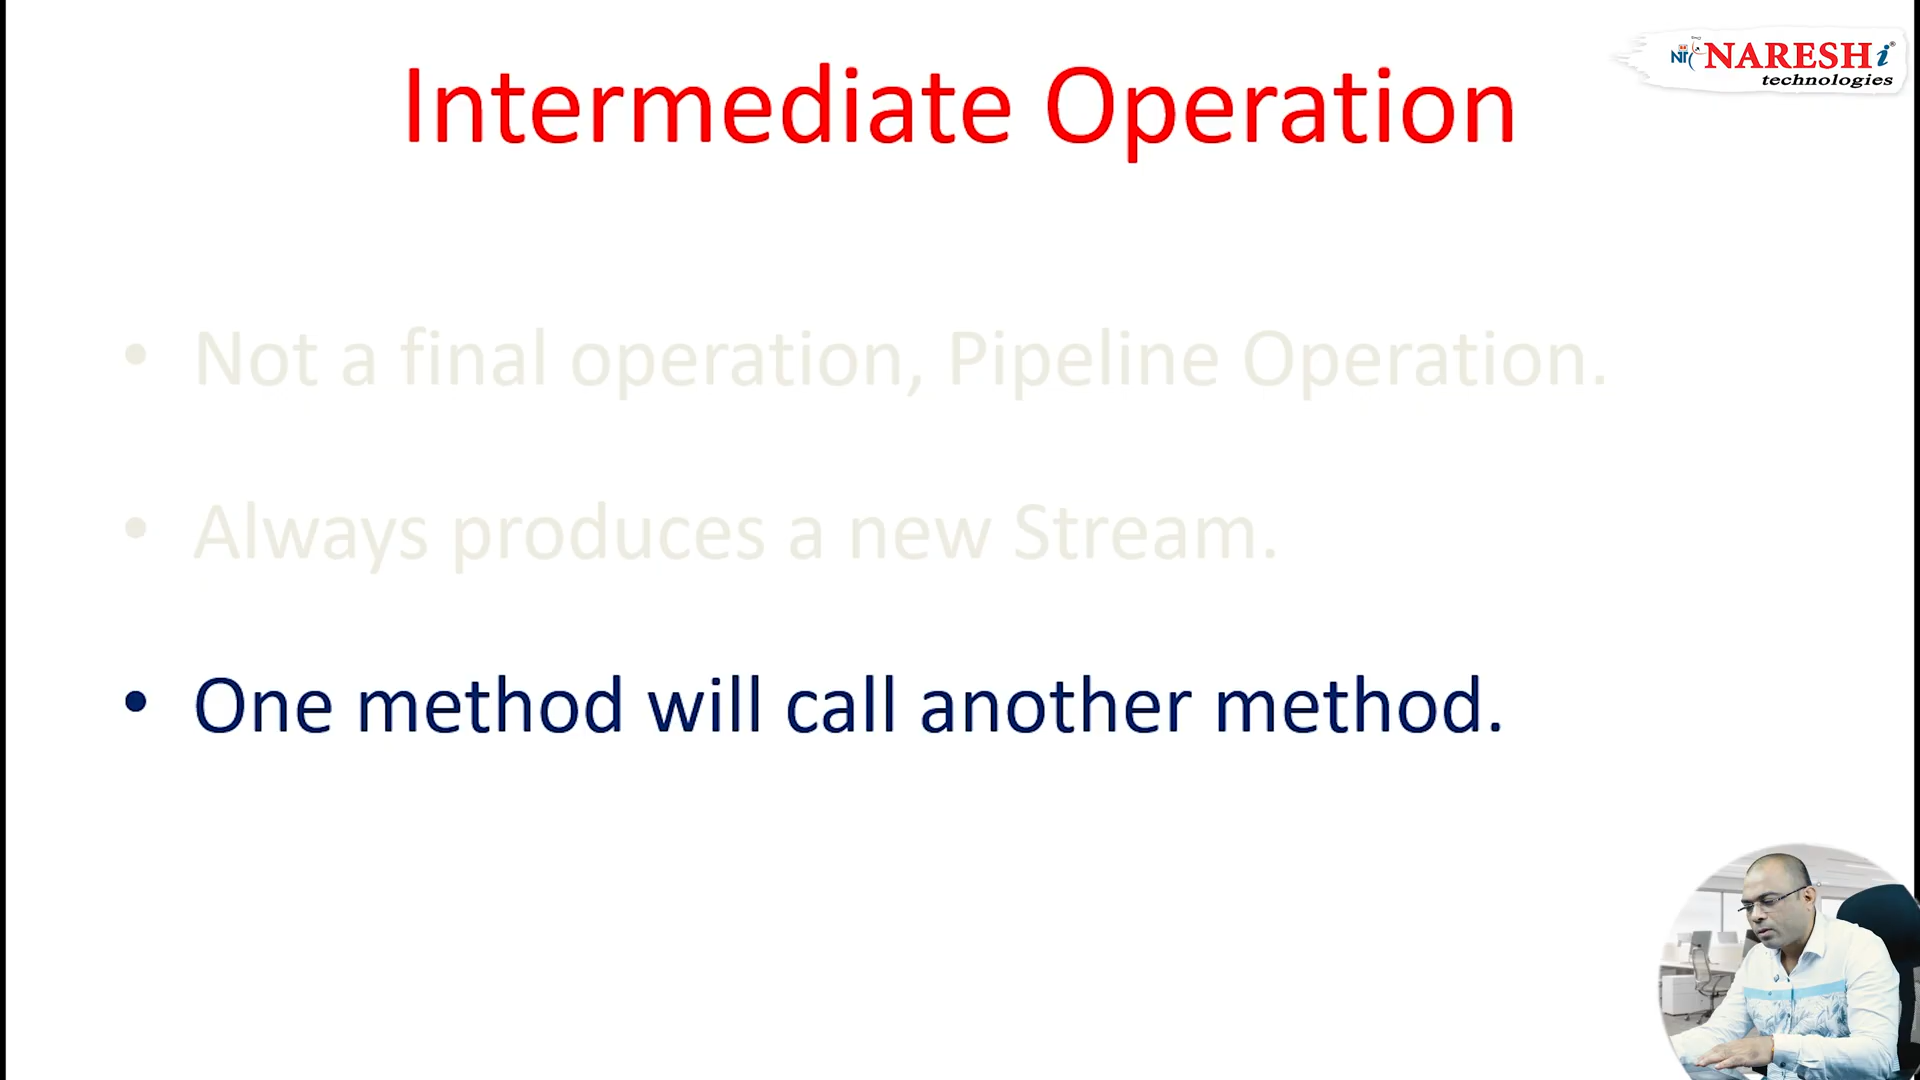 Intermediate Operation
NT NARESH i ®
technologies
• Not a final operation, Pipeline Operation.
• Always produces a new Stream.
• One method will call another method.